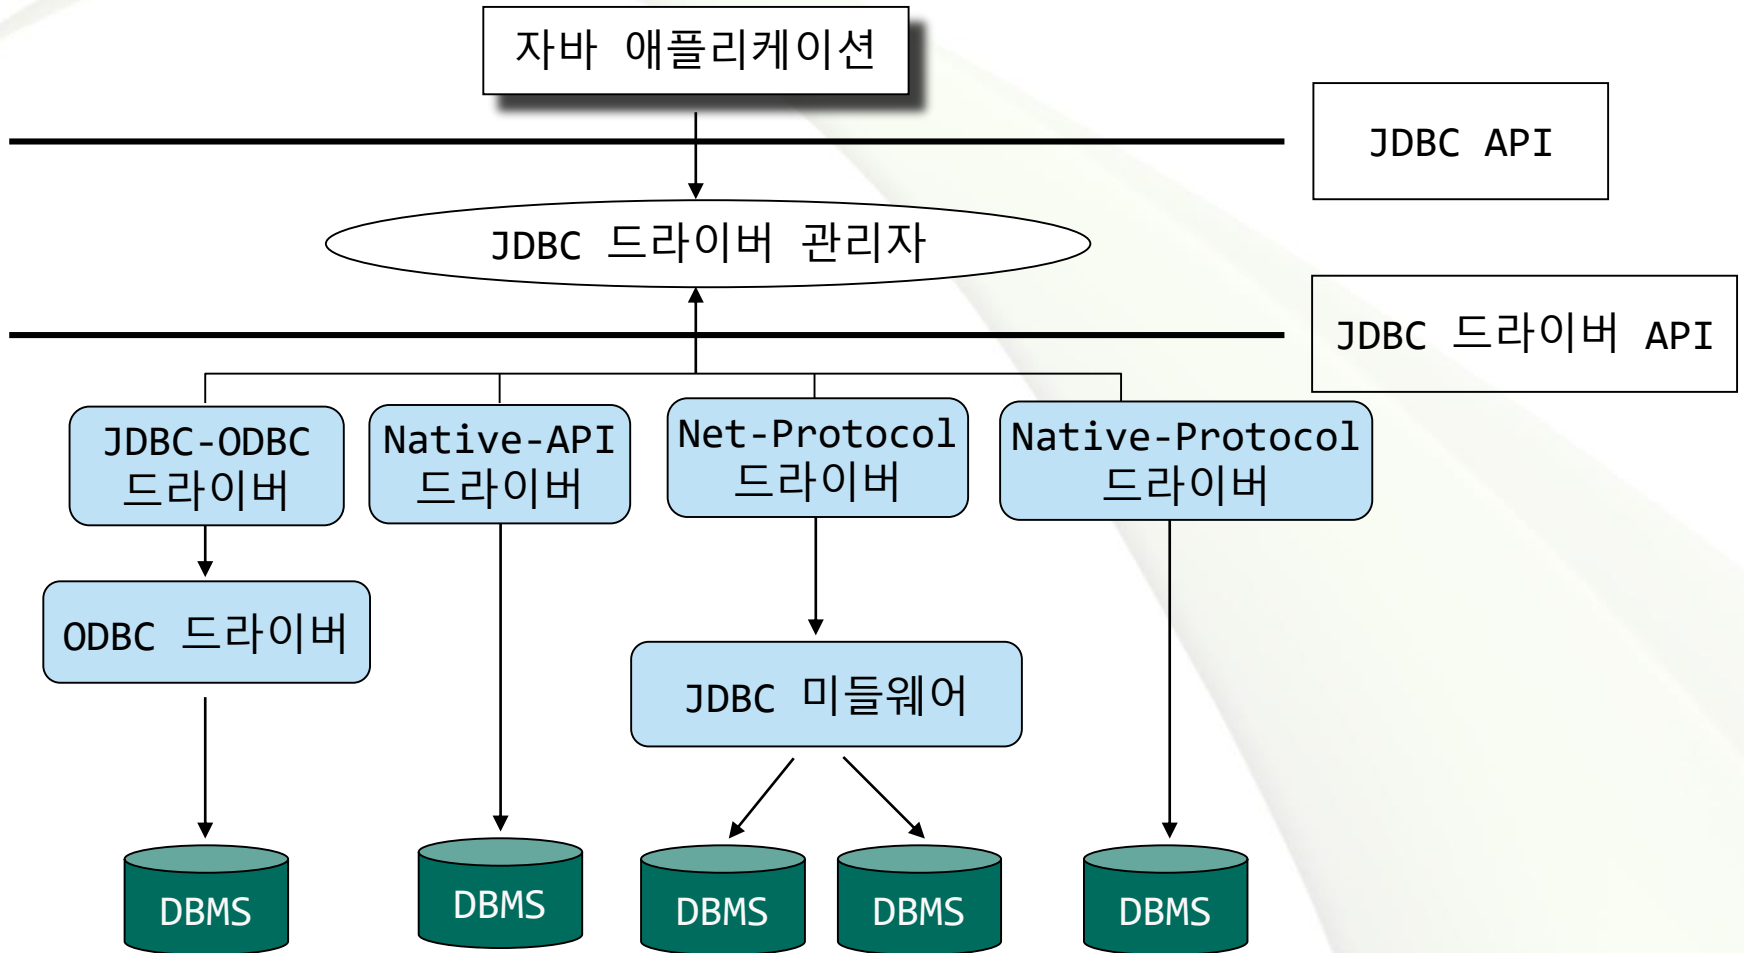 자바 애플리케이션
JDBC API
JDBC 드라이버 관리자
JDBC 드라이버 API
JDBC-ODBC
드라이버
Native-API
드라이버
Net-Protocol
드라이버
Native-Protocol
드라이버
ODBC 드라이버
JDBC 미들웨어
DBMS
DBMS
DBMS
DBMS
DBMS